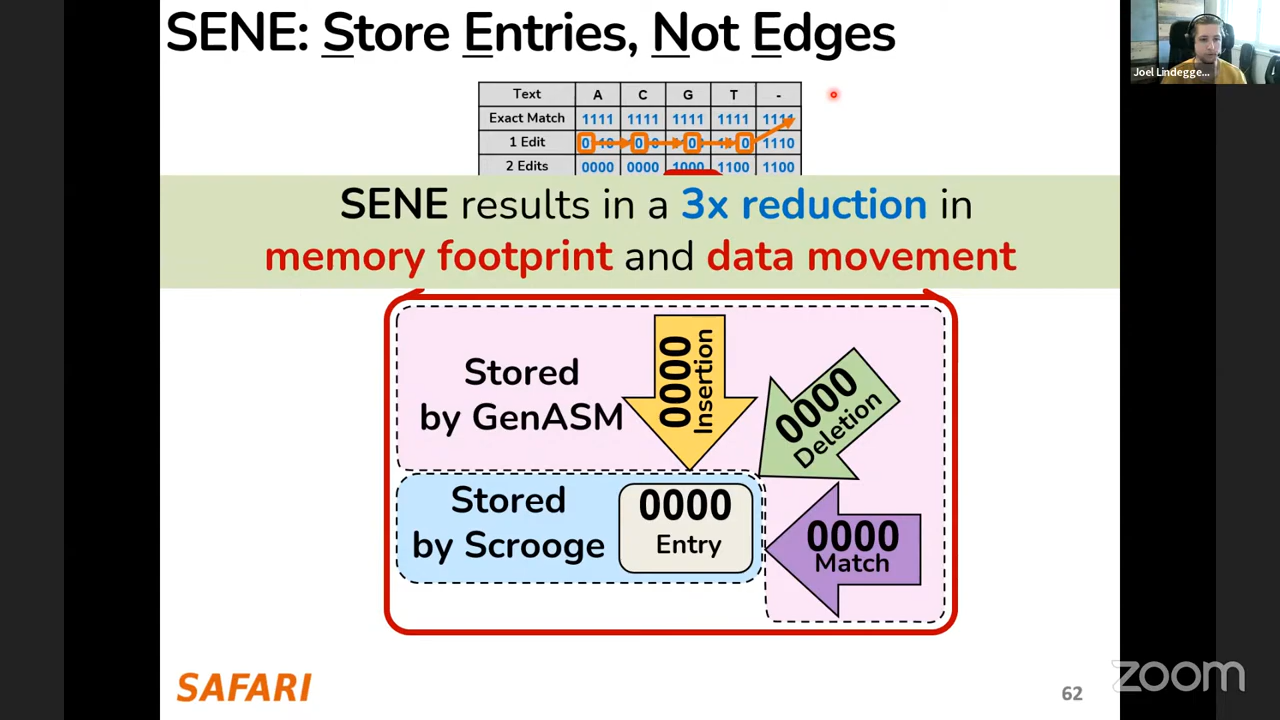 SENE: Store Entries, Not Edges
Joel Lindegge...
Text A C G T -
Exact Match 1111 1111 1111 1111 1111
1 Edit 0 0 0 0 1110
2 Edits 0000 0000 1000 1100 1100
SENE results in a 3x reduction in
memory footprint and data movement
Stored
by GenASM
0000
Insertion
0000
Deletion
Stored
by Scrooge
0000
Entry
0000
Match
SAFARI
62
zoom